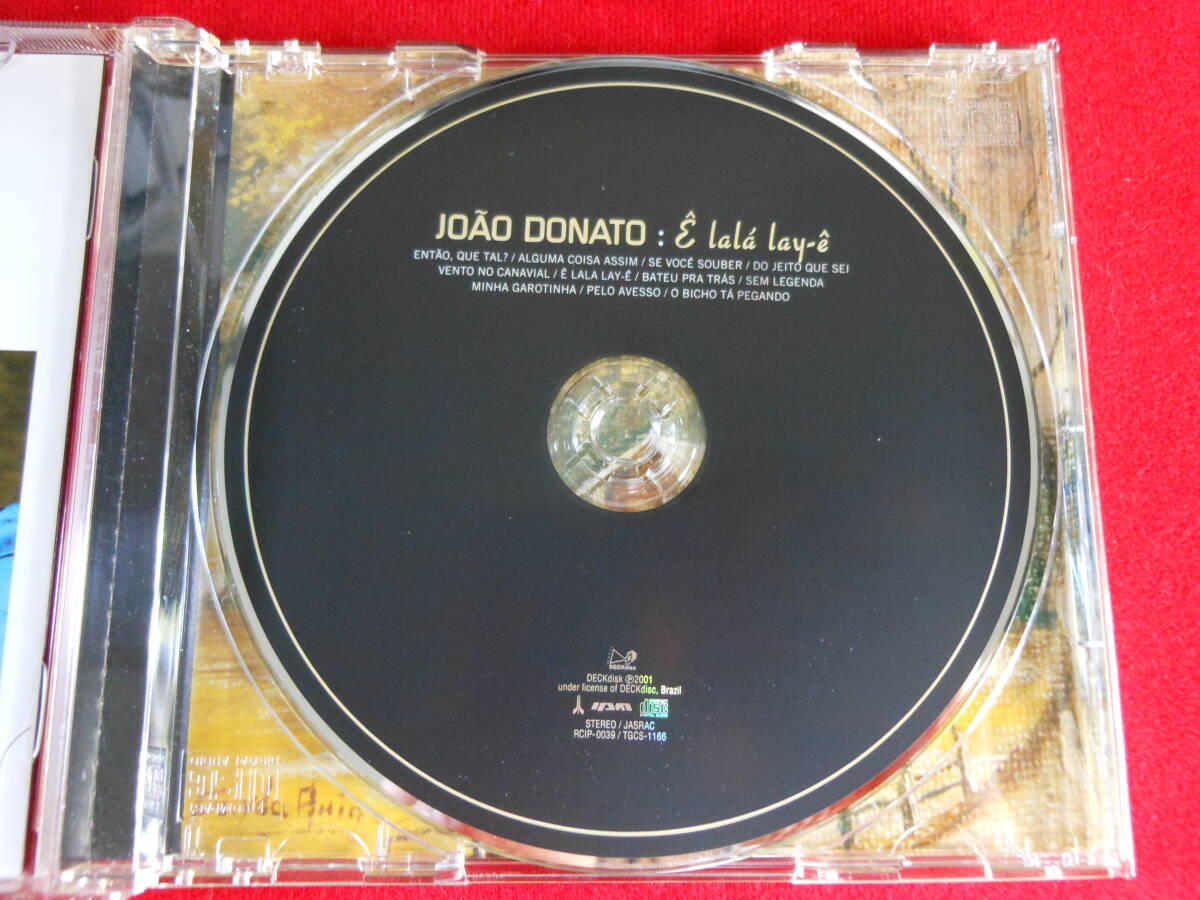 JOÃO DONATO : Ê lalá lay-ê
ENTÃO, QUE TAL? / ALGUMA COISA ASSIM / SE VOCÊ SOUBER / DO JEITO QUE SEI
VENTO NO CANAVIAL / Ê LALA LAY-Ê / BATEU PRA TRÁS / SEM LEGENDA
MINHA GAROTINHA / PELO AVESSO / O BICHO TÁ PEGANDO
DECKdisc
DECKdisk ℗2001
under license of DECKdisc, Brazil
disc
STEREO / JASRAC
RCIP-0039 / TGCS-1166